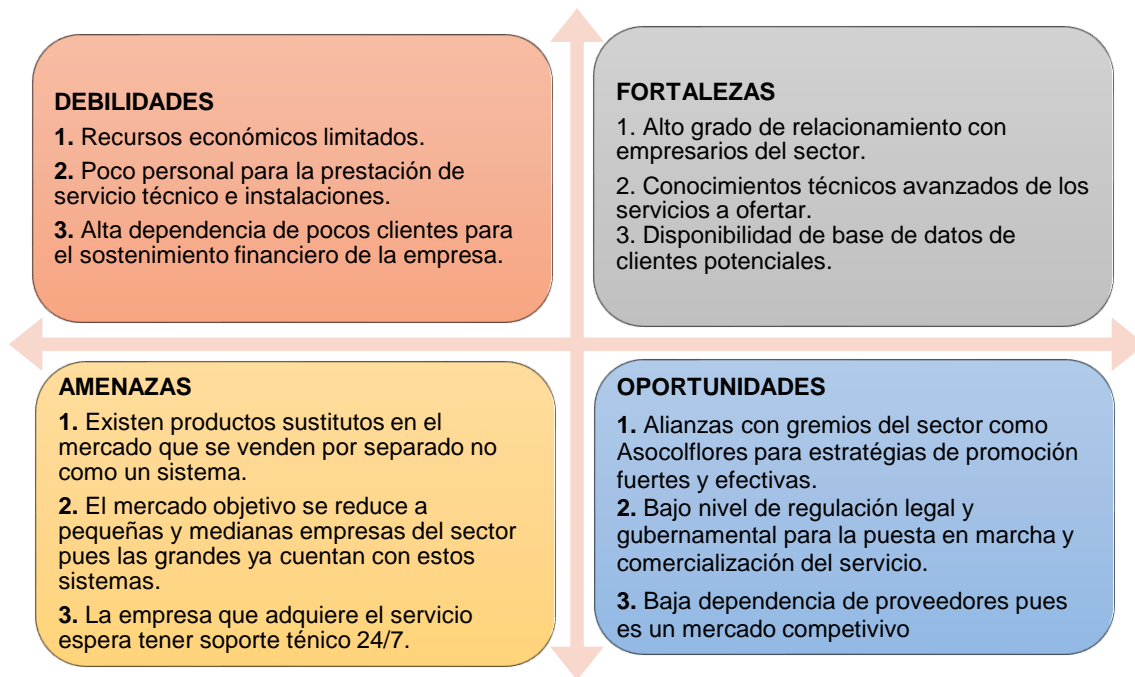 DEBILIDADES
1. Recursos económicos limitados.
2. Poco personal para la prestación de
servicio técnico e instalaciones.
3. Alta dependencia de pocos clientes para
el sostenimiento financiero de la empresa.
FORTALEZAS
1. Alto grado de relacionamiento con
empresarios del sector.
2. Conocimientos técnicos avanzados de los
servicios a ofertar.
3. Disponibilidad de base de datos de
clientes potenciales.
AMENAZAS
1. Existen productos sustitutos en el
mercado que se venden por separado no
como un sistema.
2. El mercado objetivo se reduce a
pequeñas y medianas empresas del sector
pues las grandes ya cuentan con estos
sistemas.
3. La empresa que adquiere el servicio
espera tener soporte ténico 24/7.
OPORTUNIDADES
1. Alianzas con gremios del sector como
Asocolflores para estratégias de promoción
fuertes y efectivas.
2. Bajo nivel de regulación legal y
gubernamental para la puesta en marcha y
comercialización del servicio.
3. Baja dependencia de proveedores pues
es un mercado competivivo